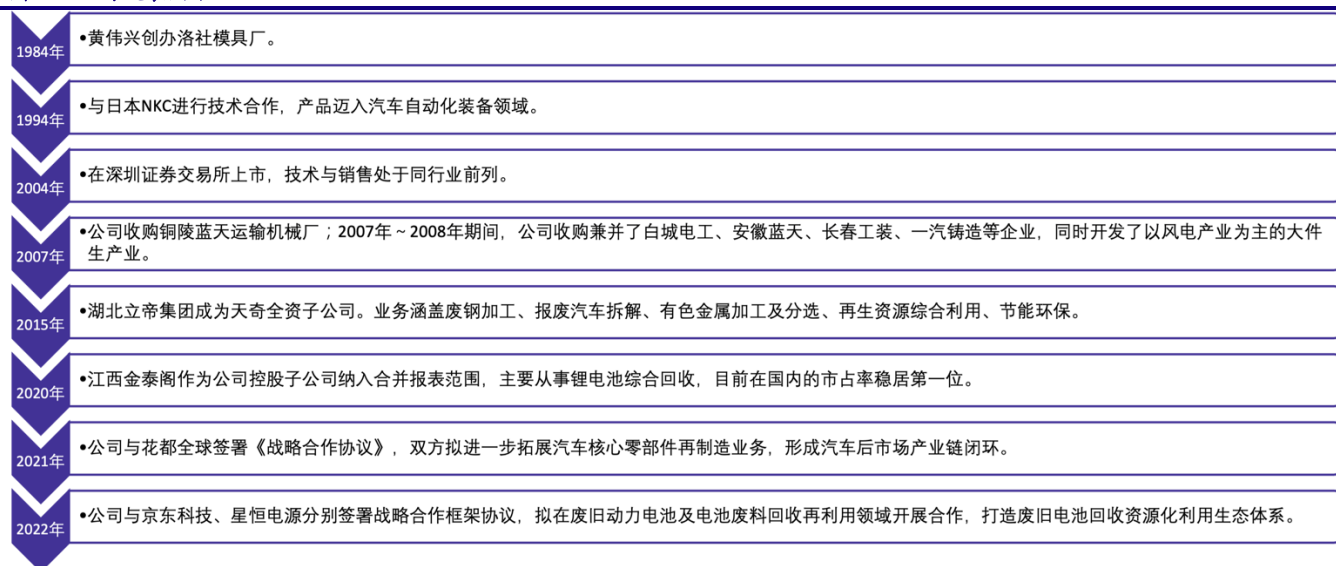 1984年
•黄伟兴创办洛社模具厂。
1994年
•与日本NKC进行技术合作，产品迈入汽车自动化装备领域。
2004年
•在深圳证券交易所上市，技术与销售处于同行业前列。
2007年
•公司收购铜陵蓝天运输机械厂；2007年～2008年期间，公司收购兼并了白城电工、安徽蓝天、长春工装、一汽铸造等企业，同时开发了以风电产业为主的大件
生产业。
2015年
•湖北立帝集团成为天奇全资子公司。业务涵盖废钢加工、报废汽车拆解、有色金属加工及分选、再生资源综合利用、节能环保。
2020年
•江西金泰阁作为公司控股子公司纳入合并报表范围，主要从事锂电池综合回收，目前在国内的市占率稳居第一位。
2021年
•公司与花都全球签署《战略合作协议》，双方拟进一步拓展汽车核心零部件再制造业务，形成汽车后市场产业链闭环。
2022年
•公司与京东科技、星恒电源分别签署战略合作框架协议，拟在废旧动力电池及电池废料回收再利用领域开展合作，打造废旧电池回收资源化利用生态体系。